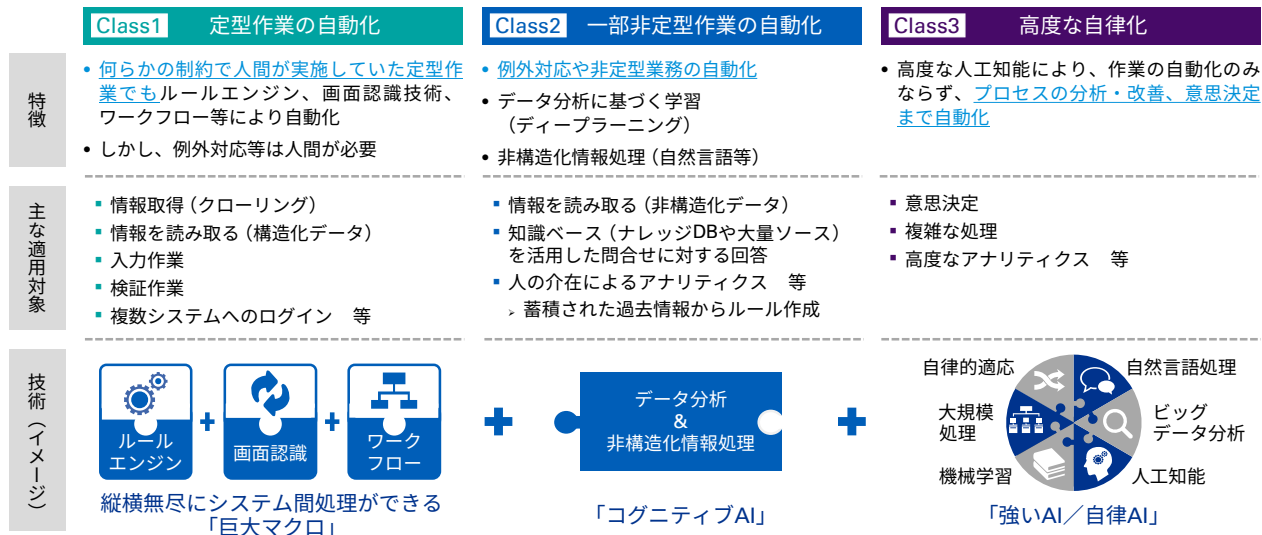 Class1 定型作業の自動化
Class2 一部非定型作業の自動化
Class3 高度な自律化
特徴
• 何らかの制約で人間が実施していた定型作
業でもルールエンジン、画面認識技術、
ワークフロー等により自動化
• しかし、例外対応等は人間が必要
• 例外対応や非定型業務の自動化
• データ分析に基づく学習
（ディープラーニング）
• 非構造化情報処理（自然言語等）
• 高度な人工知能により、作業の自動化のみ
ならず、プロセスの分析・改善、意思決定
まで自動化
主な適用対象
▪ 情報取得（クローリング）
▪ 情報を読み取る（構造化データ）
▪ 入力作業
▪ 検証作業
▪ 複数システムへのログイン　等
▪ 情報を読み取る（非構造化データ）
▪ 知識ベース（ナレッジDBや大量ソース）
を活用した問合せに対する回答
▪ 人の介在によるアナリティクス　等
➢ 蓄積された過去情報からルール作成
▪ 意思決定
▪ 複雑な処理
▪ 高度なアナリティクス　等
技術（イメージ）
ルール
エンジン
+
画面認識
+
ワーク
フロー
縦横無尽にシステム間処理ができる
「巨大マクロ」
+
データ分析
&
非構造化情報処理
「コグニティブAI」
+
自律的適応
自然言語処理
大規模
処理
ビッグ
データ分析
機械学習
人工知能
「強いAI／自律AI」